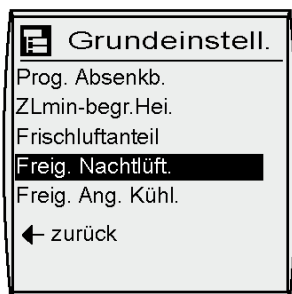 Grundeinstell.
Prog. Absenkb.
ZLmin-begr.Hei.
Frischluftanteil
Freig. Nachtlüft.
Freig. Ang. Kühl.
← zurück